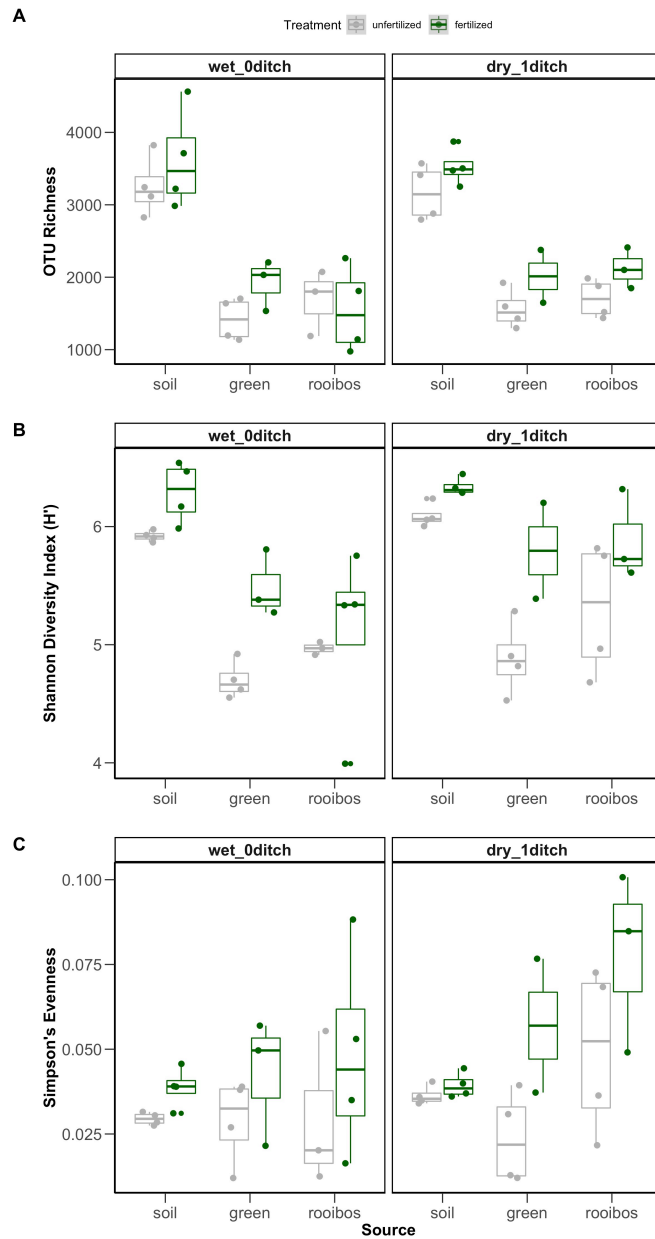 A
Treatment unfertilized fertilized
wet_0ditch dry_1ditch
OTU Richness
4000
3000
2000
1000
soil green rooibos soil green rooibos
B
wet_0ditch dry_1ditch
Shannon Diversity Index (H')
6
5
4
soil green rooibos soil green rooibos
C
wet_0ditch dry_1ditch
Simpson's Evenness
0.100
0.075
0.050
0.025
soil green rooibos soil green rooibos
Source